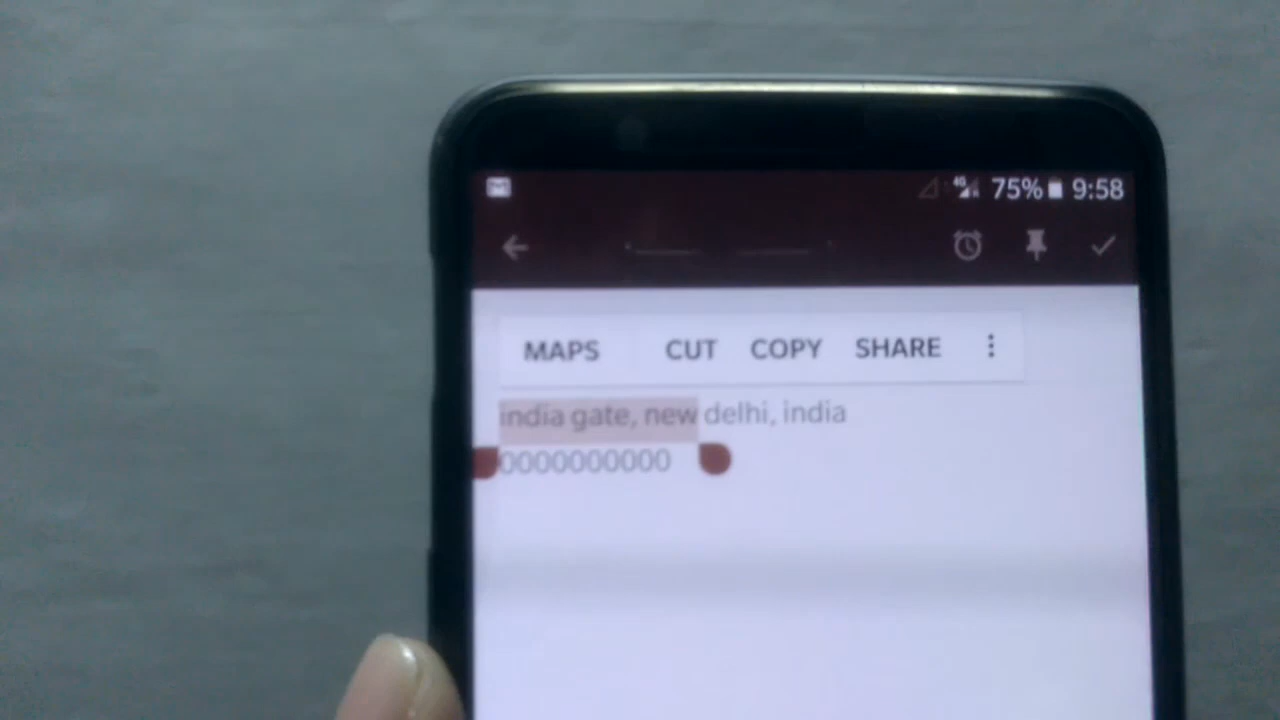 75% 9:58
MAPS CUT COPY SHARE
india gate, new delhi, india
0000000000